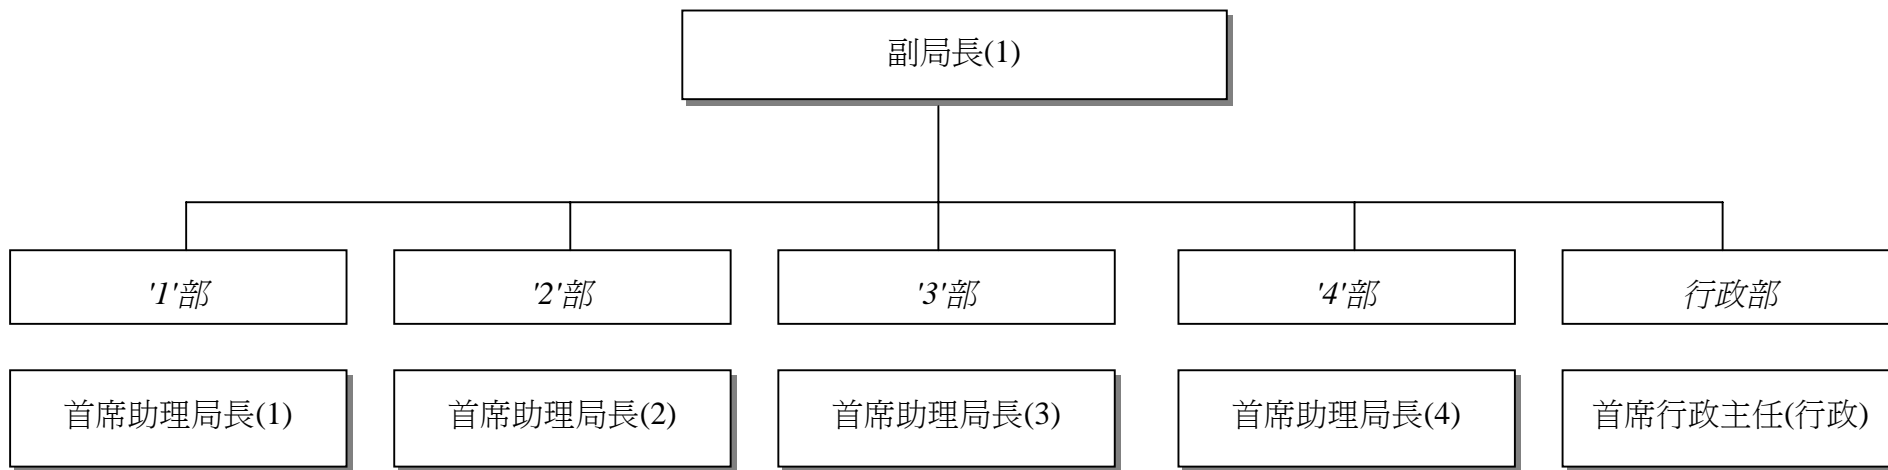 副局長(1)
'1'部
'2'部
'3'部
'4'部
行政部
首席助理局長(1)
首席助理局長(2)
首席助理局長(3)
首席助理局長(4)
首席行政主任(行政)